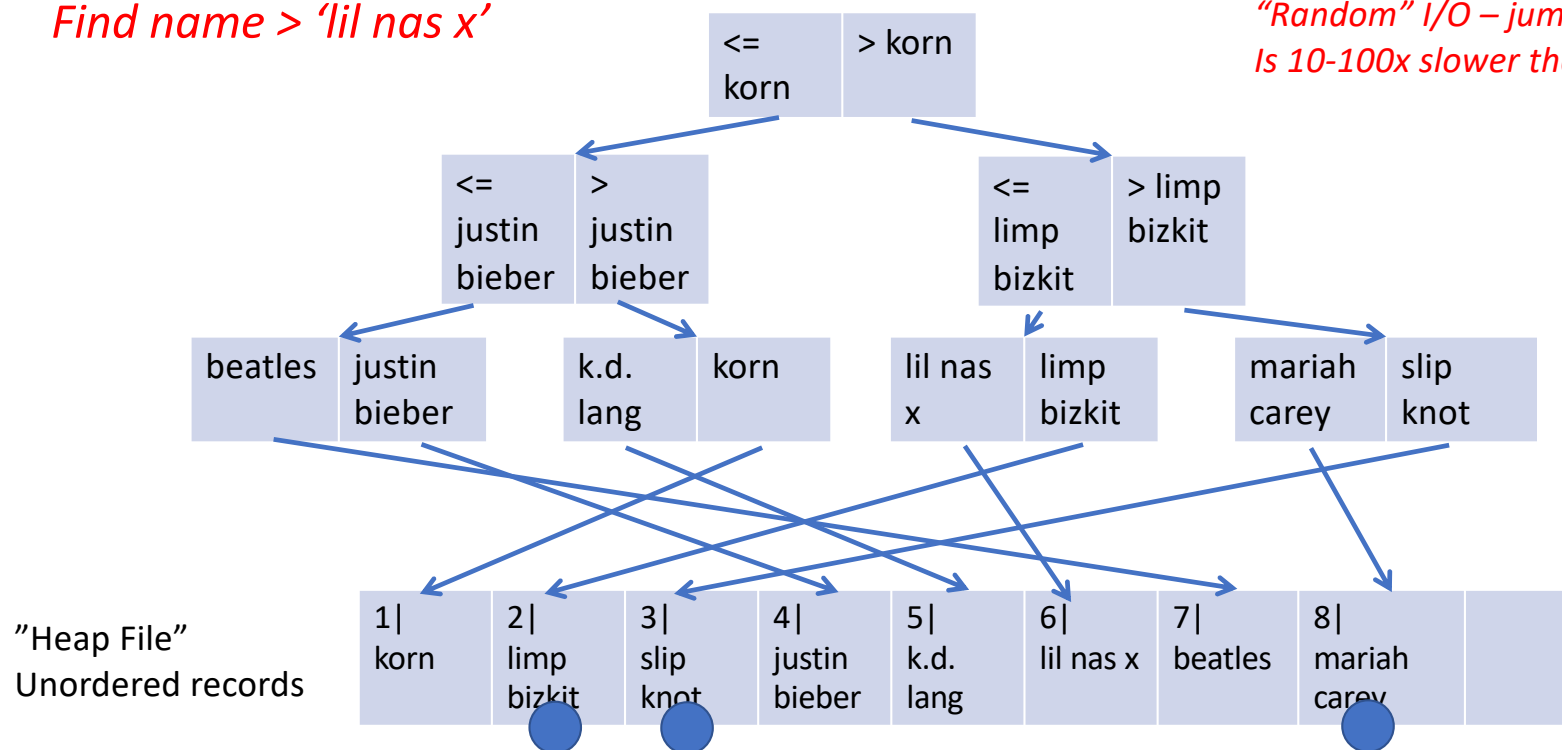 Find name > ‘lil nas x’
“Random” I/O – jum
Is 10-100x slower th
<=
korn
> korn
<=
justin
bieber
>
justin
bieber
<=
limp
bizkit
> limp
bizkit
beatles
justin
bieber
k.d.
lang
korn
lil nas
x
limp
bizkit
mariah
carey
slip
knot
”Heap File”
Unordered records
1|
korn
2|
limp
bizkit
3|
slip
knot
4|
justin
bieber
5|
k.d.
lang
6|
lil nas x
7|
beatles
8|
mariah
carey